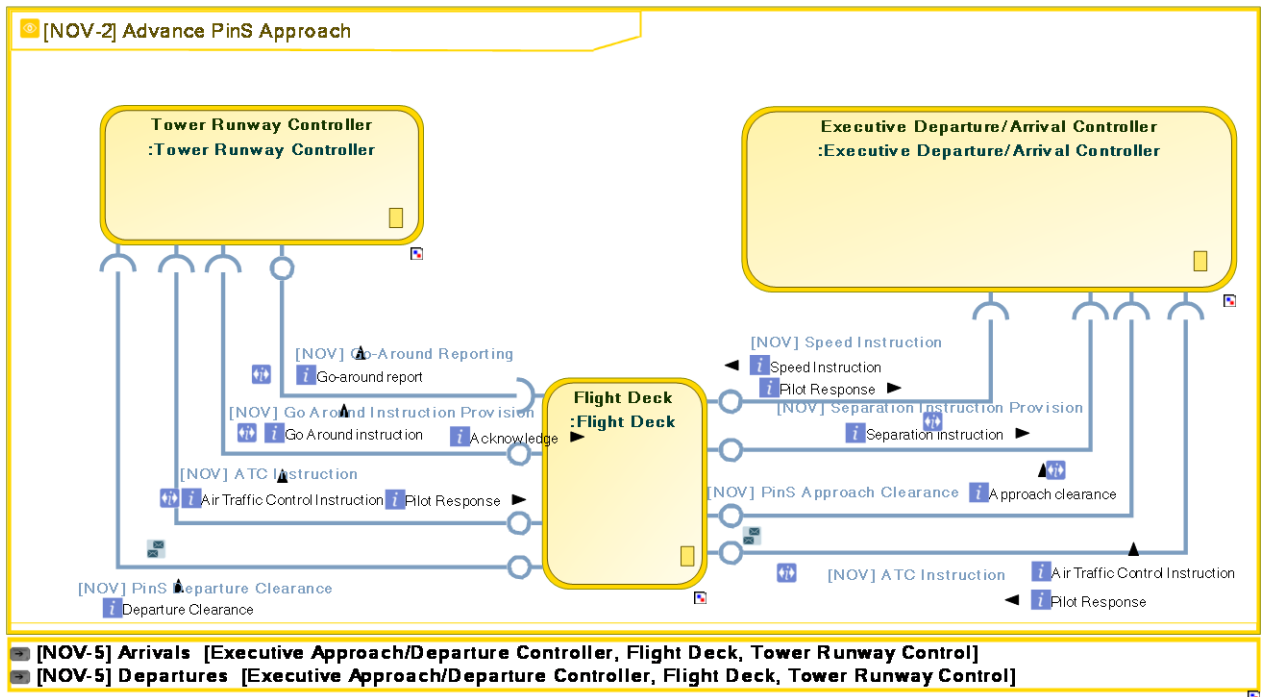 [NOV-2] Advance PinS Approach
Tower Runway Controller
:Tower Runway Controller
Executive Departure/Arrival Controller
:Executive Departure/Arrival Controller
[NOV] Go-Around Reporting
i Go-around report
[NOV] Go Around Instruction Provision
i Go Around instruction i Acknowledge
[NOV] ATC Instruction
i Air Traffic Control Instruction i Pilot Response
[NOV] PinS Departure Clearance
i Departure Clearance
Flight Deck
:Flight Deck
[NOV] Speed Instruction
i Speed Instruction
i Pilot Response
[NOV] Separation Instruction Provision
i Separation instruction
[NOV] PinS Approach Clearance i Approach clearance
[NOV] ATC Instruction i Air Traffic Control Instruction
i Pilot Response
[NOV-5] Arrivals [Executive Approach/Departure Controller, Flight Deck, Tower Runway Control]
[NOV-5] Departures [Executive Approach/Departure Controller, Flight Deck, Tower Runway Control]